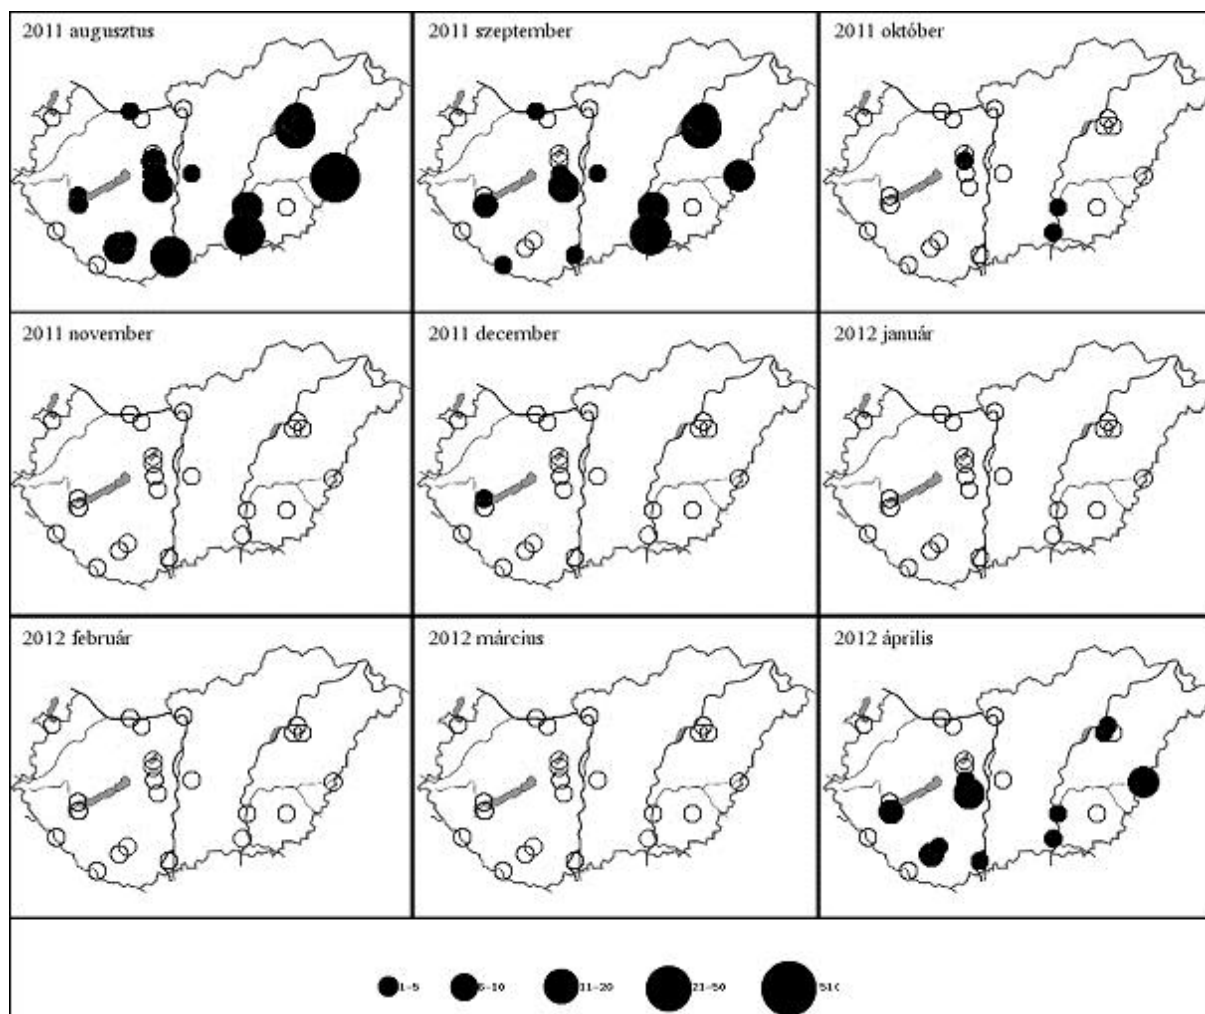 2011 augusztus
2011 szeptember
2011 október
2011 november
2011 december
2012 január
2012 február
2012 március
2012 április
1-5
6-10
11-20
21-50